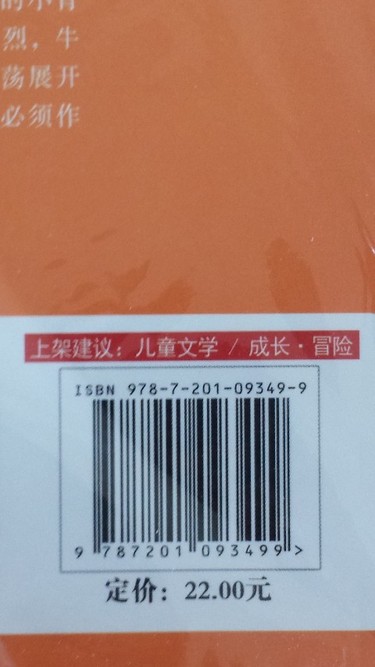 烈，牛
荡展开
必须作
上架建议：儿童文学 / 成长·冒险
ISBN 978-7-201-09349-9
9 787201 093499 >
定价：22.00元